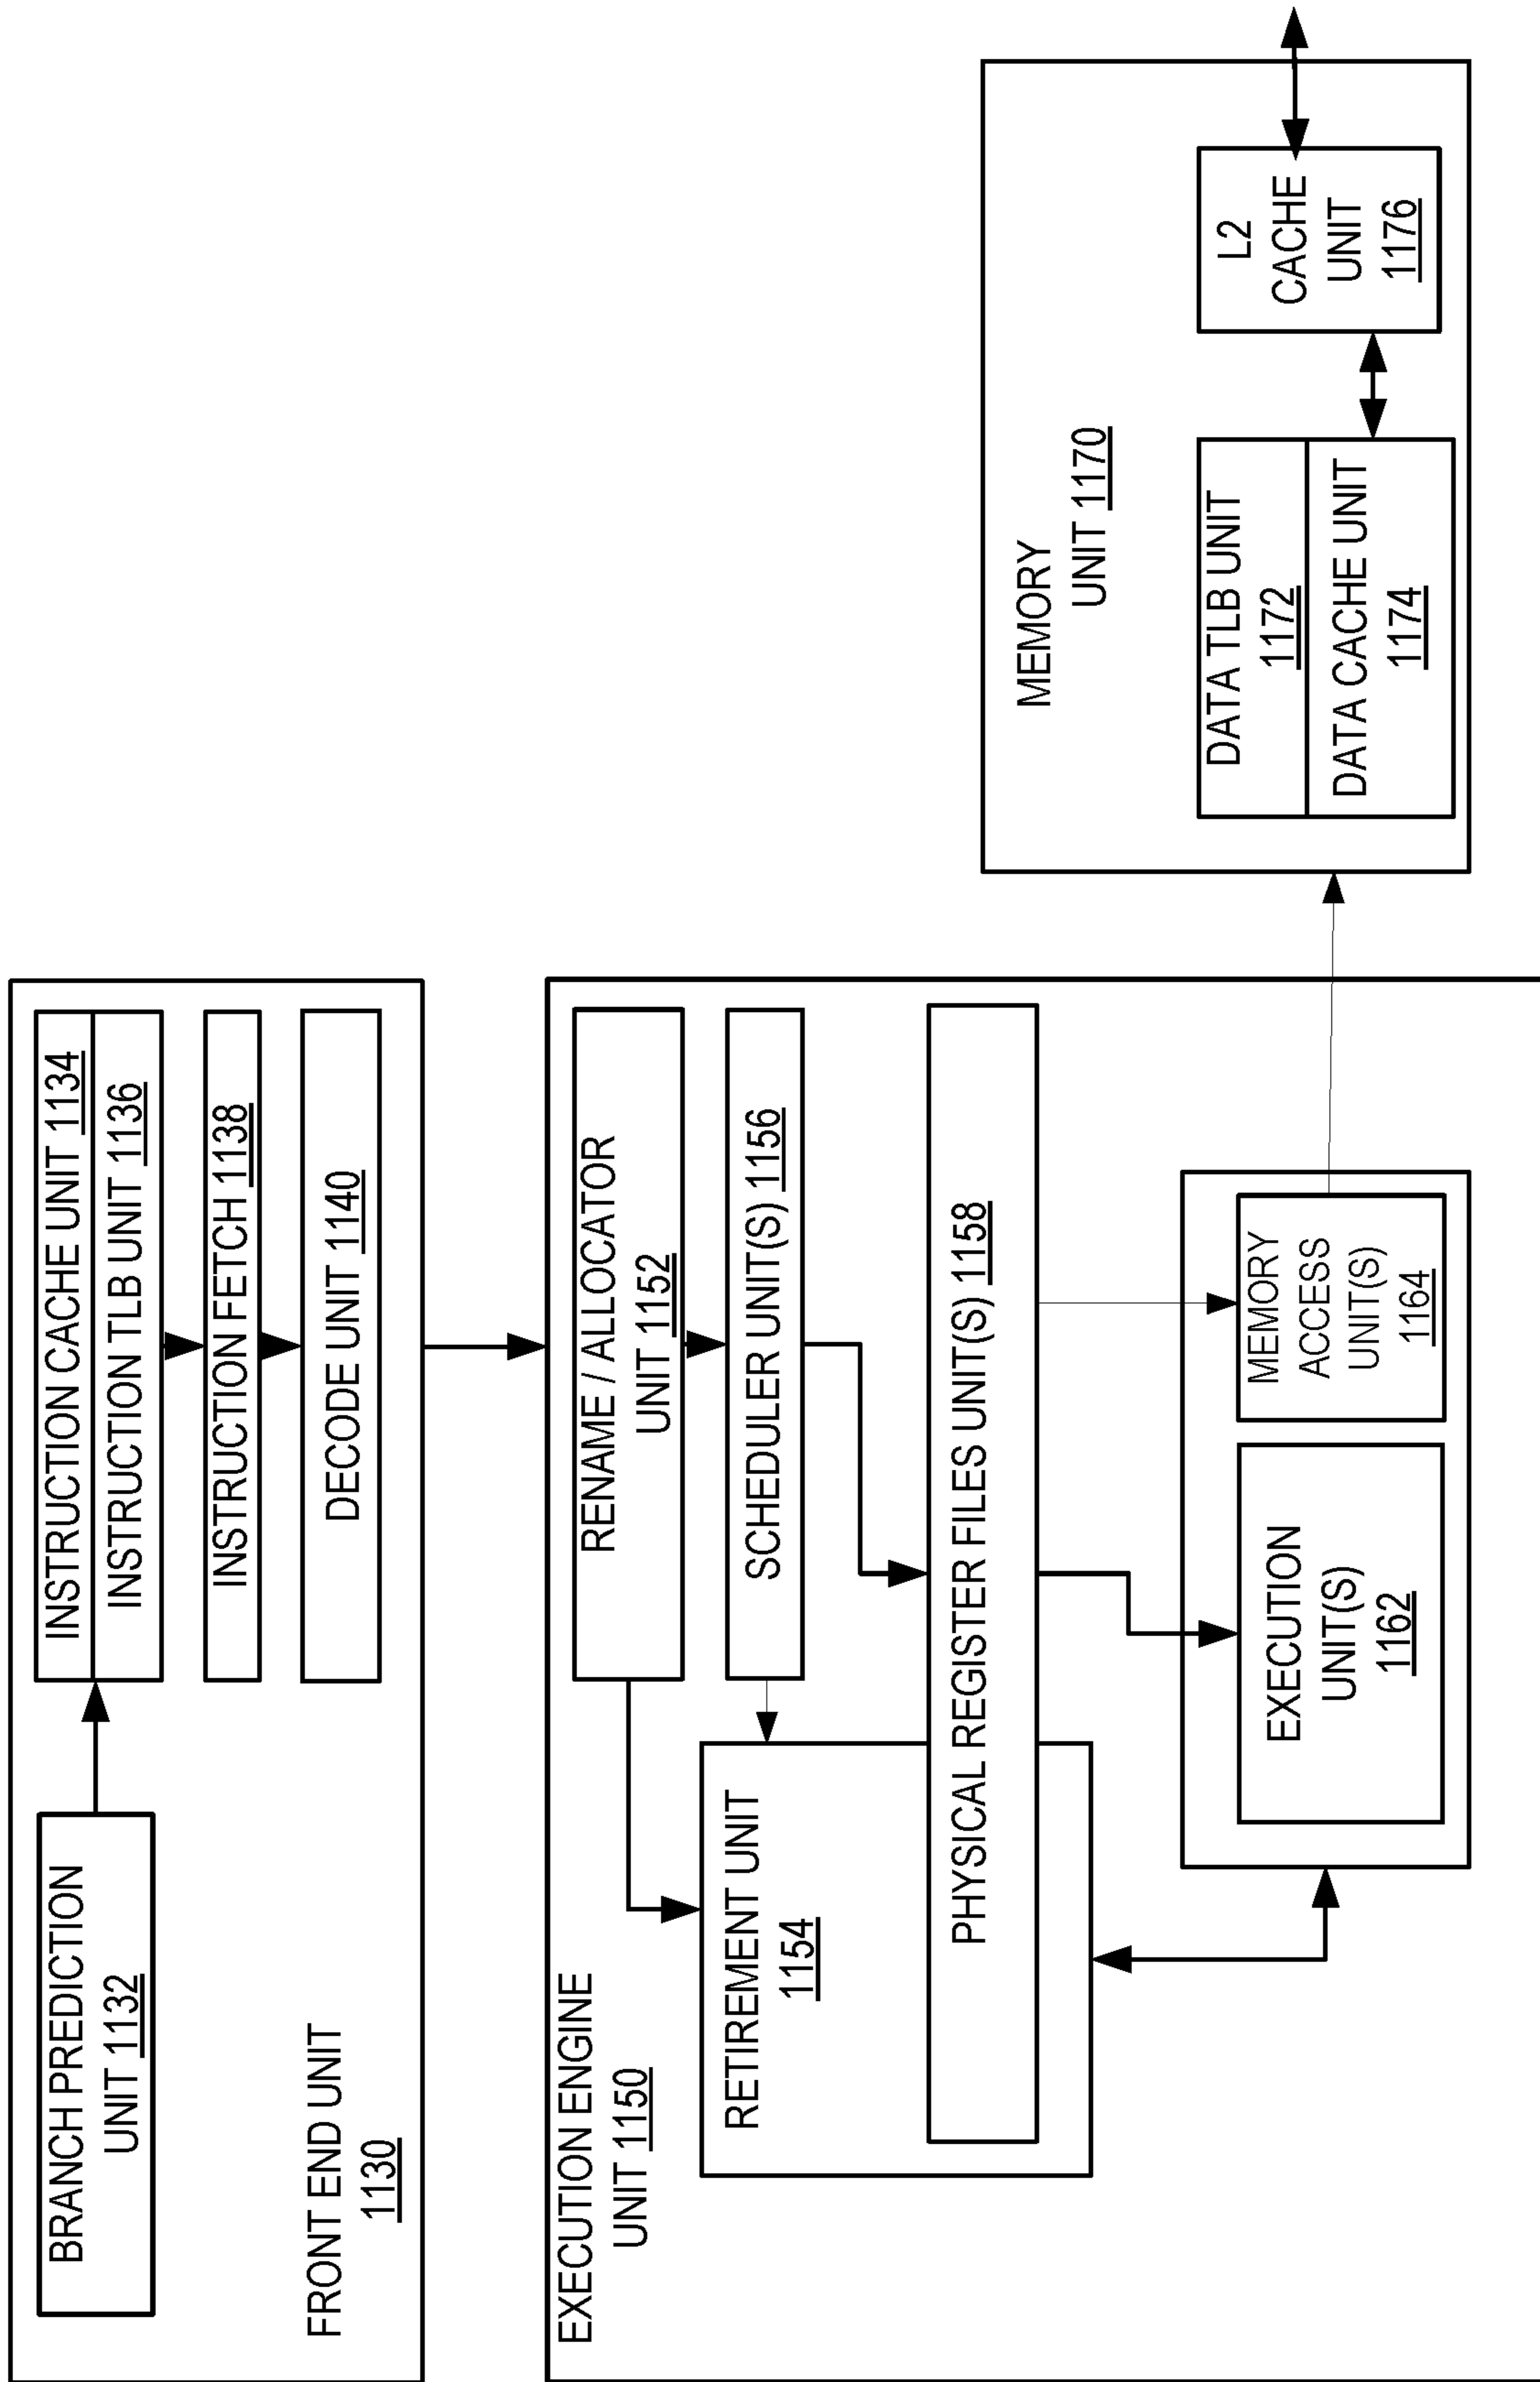 BRANCH PREDICTION
UNIT 1132
INSTRUCTION CACHE UNIT 1134
INSTRUCTION TLB UNIT 1136
INSTRUCTION FETCH 1138
DECODE UNIT 1140
FRONT END UNIT
1130
EXECUTION ENGINE
UNIT 1150
RENAME / ALLOCATOR
UNIT 1152
SCHEDULER UNIT(S) 1156
RETIREMENT UNIT
1154
PHYSICAL REGISTER FILES UNIT(S) 1158
EXECUTION
UNIT(S)
1162
MEMORY
ACCESS
UNIT(S)
1164
MEMORY
UNIT 1170
DATA TLB UNIT
1172
DATA CACHE UNIT
1174
L2
CACHE
UNIT
1176